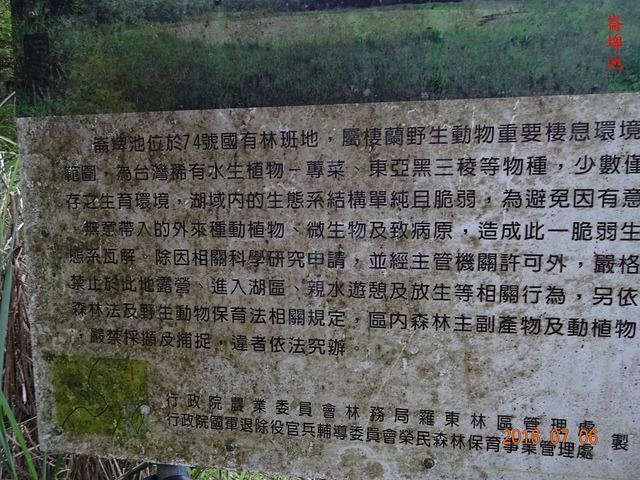 崙埤池
崙埤池位於74號國有林班地，屬棲蘭野生動物重要棲息環境
範圍，為台灣稀有水生植物－蓴菜、東亞黑三稜等物種，少數僅
存之生育環境，湖域內的生態系結構單純且脆弱，為避免因有意
無意帶入的外來種動植物、微生物及致病原，造成此一脆弱生
態系瓦解。除因相關科學研究申請，並經主管機關許可外，嚴格
禁止於此地露營、進入湖區、親水遊憩及放生等相關行為，另依
森林法及野生動物保育法相關規定，區內森林主副產物及動植物
，嚴禁採擷及捕捉，違者依法究辦。
行政院農業委員會林務局羅東林區管理處
行政院國軍退除役官兵輔導委員會榮民森林保育事業管理處 製
2016.07.06